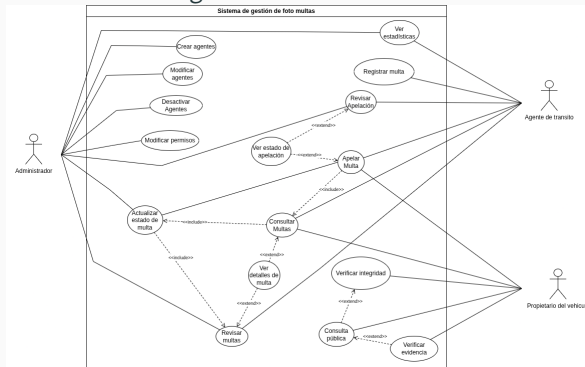 Sistema de gestión de foto multas
Ver
estadísticas
Crear agentes
Modificar
agentes
Registrar multa
Desactivar
Agentes
Revisar
Apelación
Agente de transito
<<extend>>
Modificar permisos
Ver estado de
apelación
<<extend>>
Apelar
Multa
Administrador
<<include>>
Actualizar
estado de
multa
<<include>>
Consultar
Multas
<<include>>
<<extend>>
Ver
detalles de
multa
Verificar integridad
<<extend>>
<<extend>>
Propietario del vehicu
Revisar
multas
Consulta
pública
<<extend>>
Verificar
evidencia